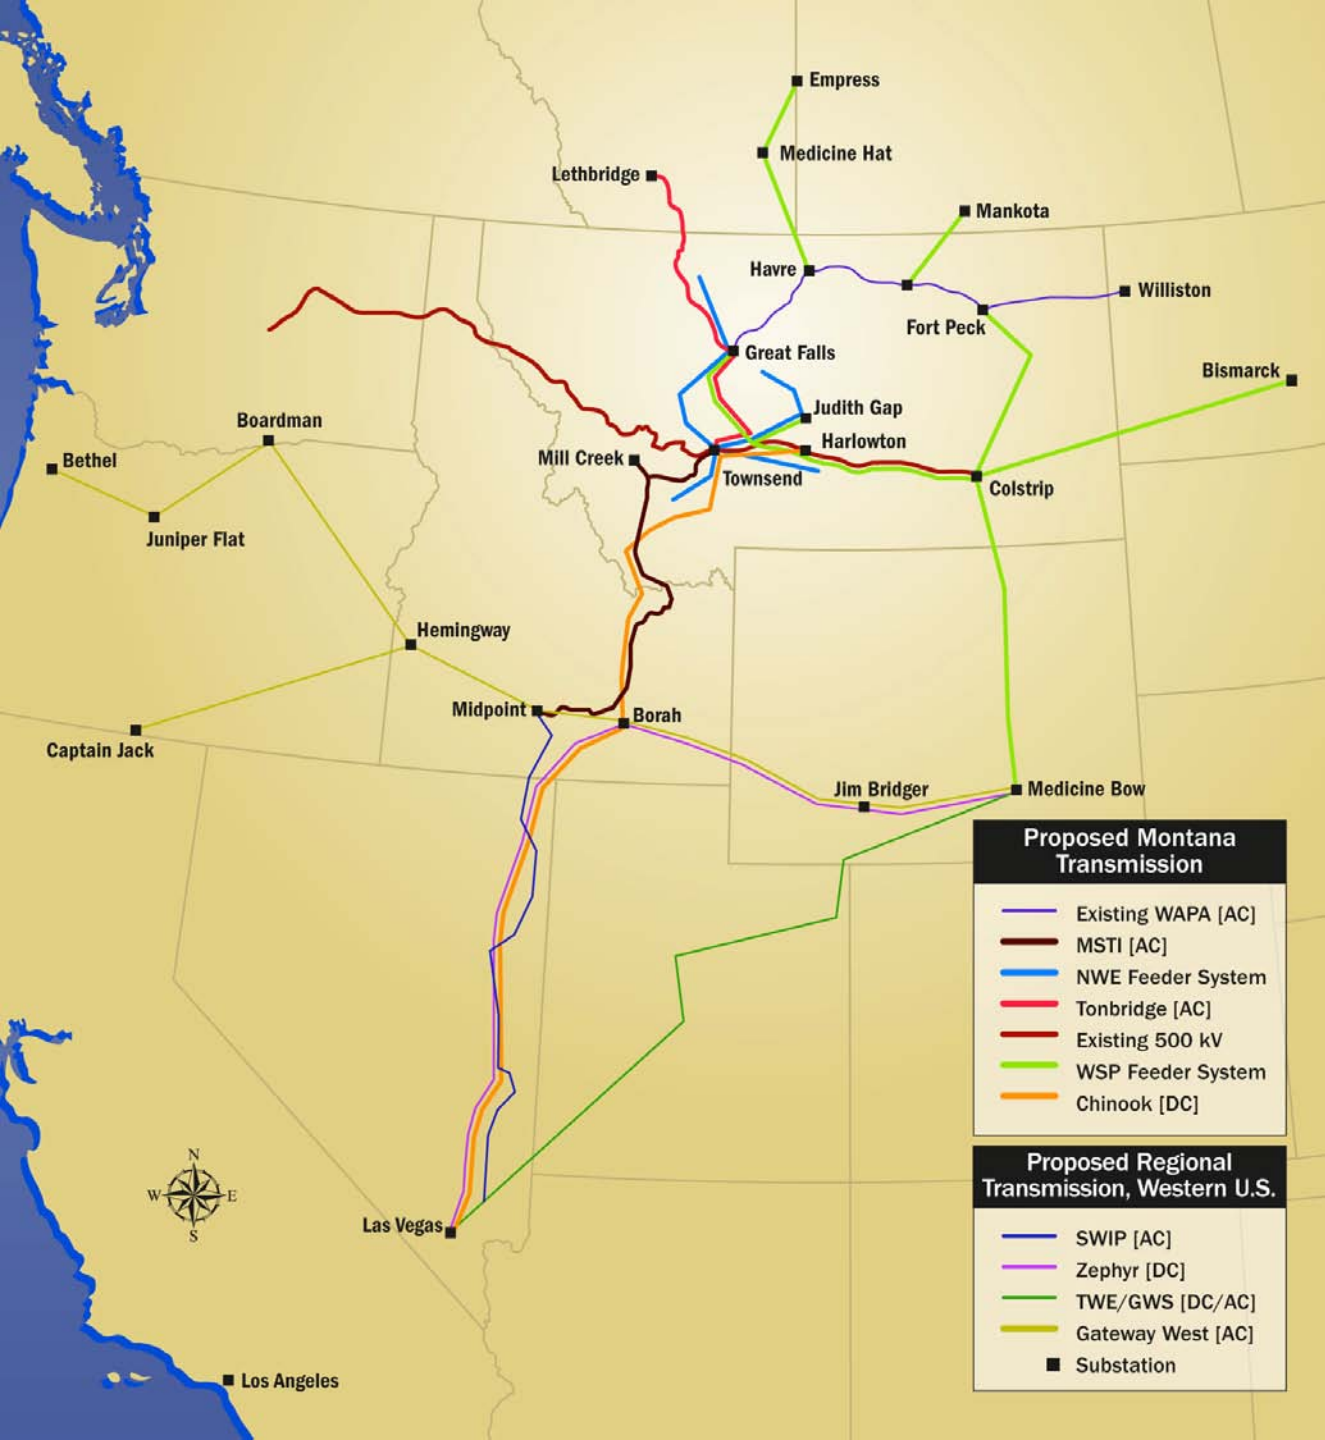 Empress
Medicine Hat
Lethbridge
Mankota
Havre
Williston
Fort Peck
Great Falls
Bismarck
Judith Gap
Boardman
Harlowton
Bethel
Mill Creek
Townsend
Colstrip
Juniper Flat
Hemingway
Midpoint
Borah
Captain Jack
Jim Bridger
Medicine Bow
Proposed Montana
Transmission
Existing WAPA [AC]
MSTI [AC]
NWE Feeder System
Tonbridge [AC]
Existing 500 kV
WSP Feeder System
Chinook [DC]
N
W
E
S
Proposed Regional
Transmission, Western U.S.
Las Vegas
SWIP [AC]
Zephyr [DC]
TWE/GWS [DC/AC]
Gateway West [AC]
Substation
Los Angeles